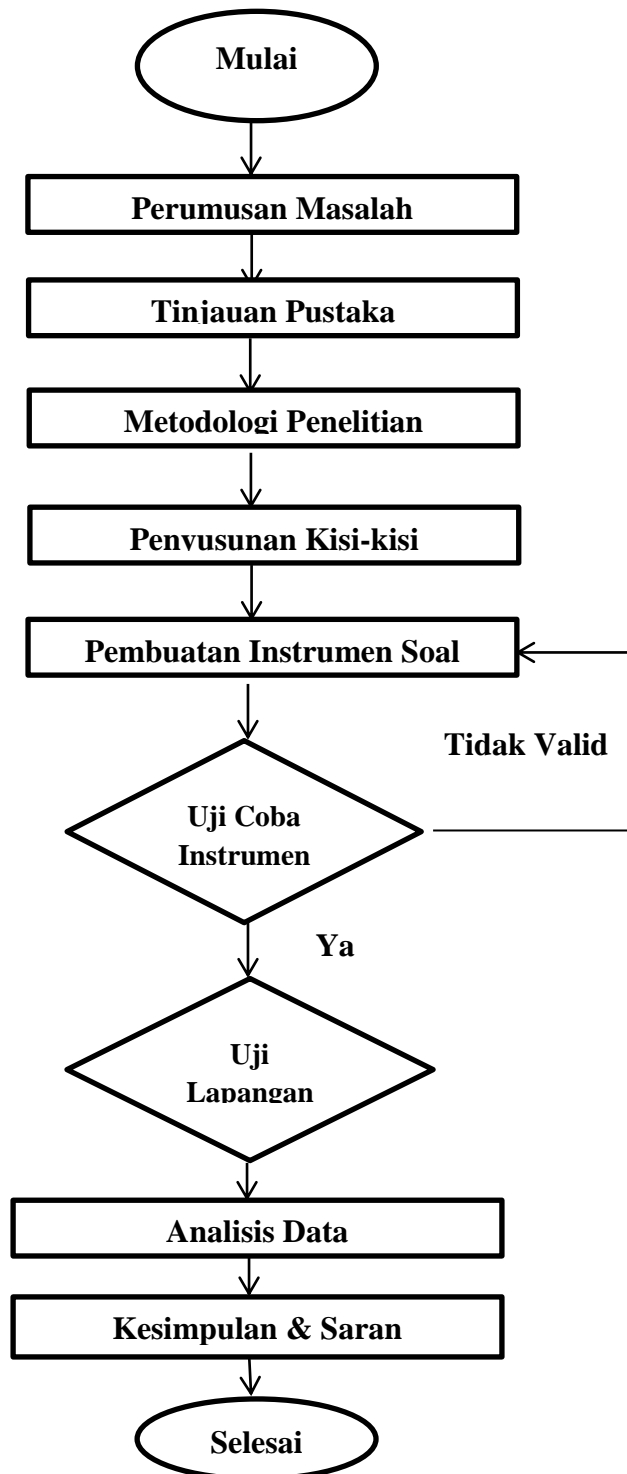 Mulai
Perumusan Masalah
Tinjauan Pustaka
Metodologi Penelitian
Penyusunan Kisi-kisi
Pembuatan Instrumen Soal
Tidak Valid
Uji Coba
Instrumen
Ya
Uji
Lapangan
Analisis Data
Kesimpulan & Saran
Selesai